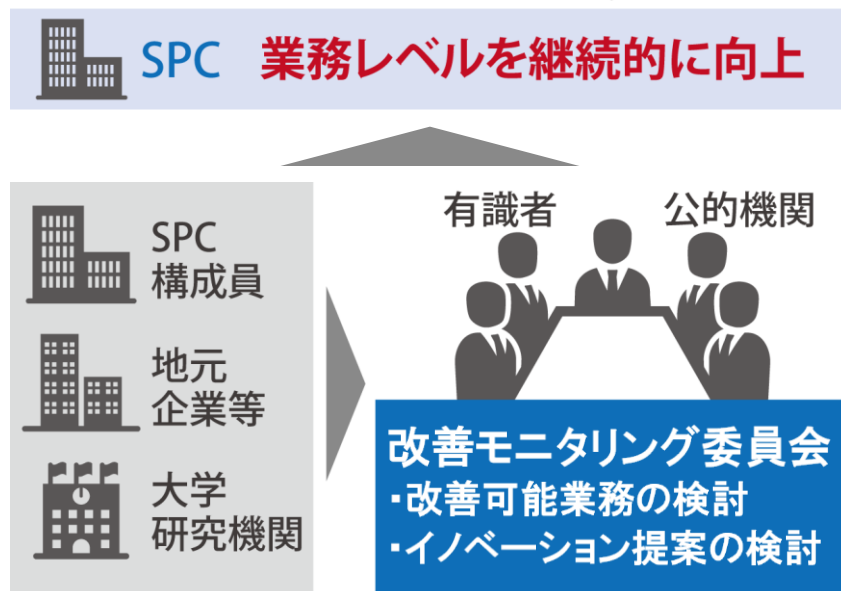 SPC 業務レベルを継続的に向上
SPC
構成員
地元
企業等
大学
研究機関
有識者
公的機関
改善モニタリング委員会
・改善可能業務の検討
・イノベーション提案の検討